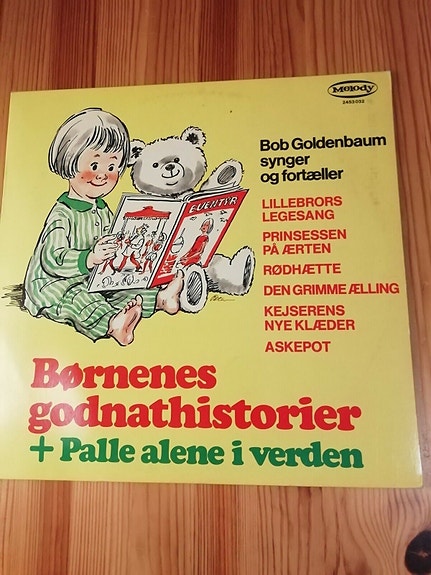 Melody
2483032
Bob Goldenbaum
synger
og fortæller
LILLEBRORS
LEGESANG
PRINSESSEN
PÅ ÆRTEN
RØDHÆTTE
DEN GRIMME ÆLLING
KEJSERENS
NYE KLÆDER
ASKEPOT
EVENTYR
Børnenes
godnathistorier
+ Palle alene i verden